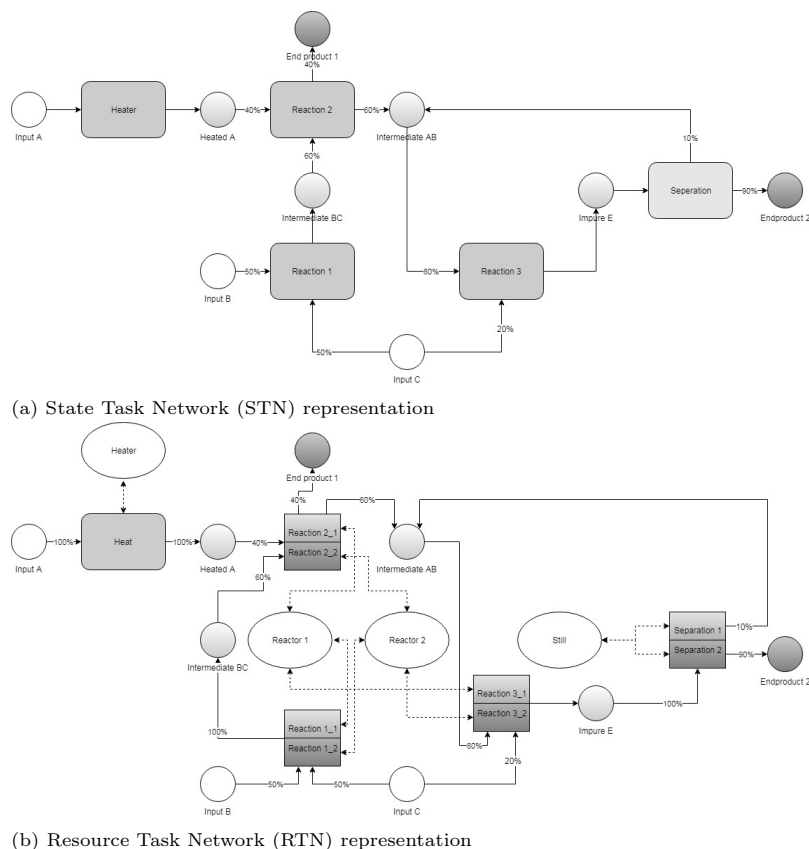 End product 1
40%
Input A
Heater
Heated A
40%
Reaction 2
60%
Intermediate AB
10%
60%
Intermediate BC
Impure E
Seperation
90%
Endproduct 2
Input B
50%
Reaction 1
80%
Reaction 3
50%
Input C
20%
(a) State Task Network (STN) representation
Heater
End product 1
40%
60%
Input A
100%
Heat
100%
Heated A
40%
Reaction 2_1
Reaction 2_2
Intermediate AB
60%
Intermediate BC
Reactor 1
Reactor 2
Still
Separation 1
Separation 2
10%
90%
Endproduct 2
Reaction 3_1
Reaction 3_2
Impure E
100%
100%
Reaction 1_1
Reaction 1_2
80%
20%
Input B
50%
50%
Input C
(b) Resource Task Network (RTN) representation